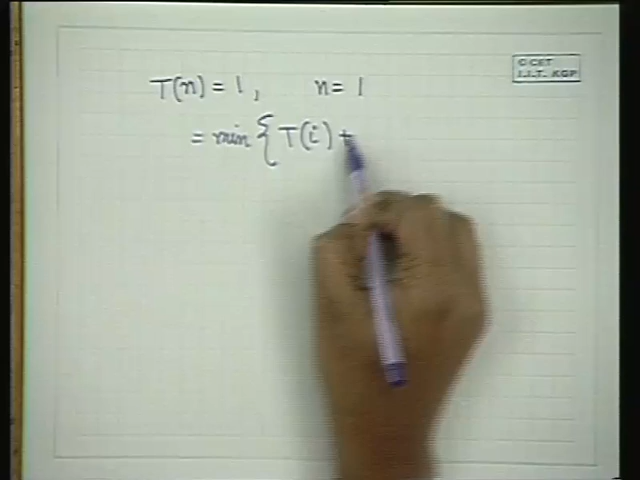 T(n) = 1, n = 1
= min { T(i) +
© CET
I.I.T. KGP